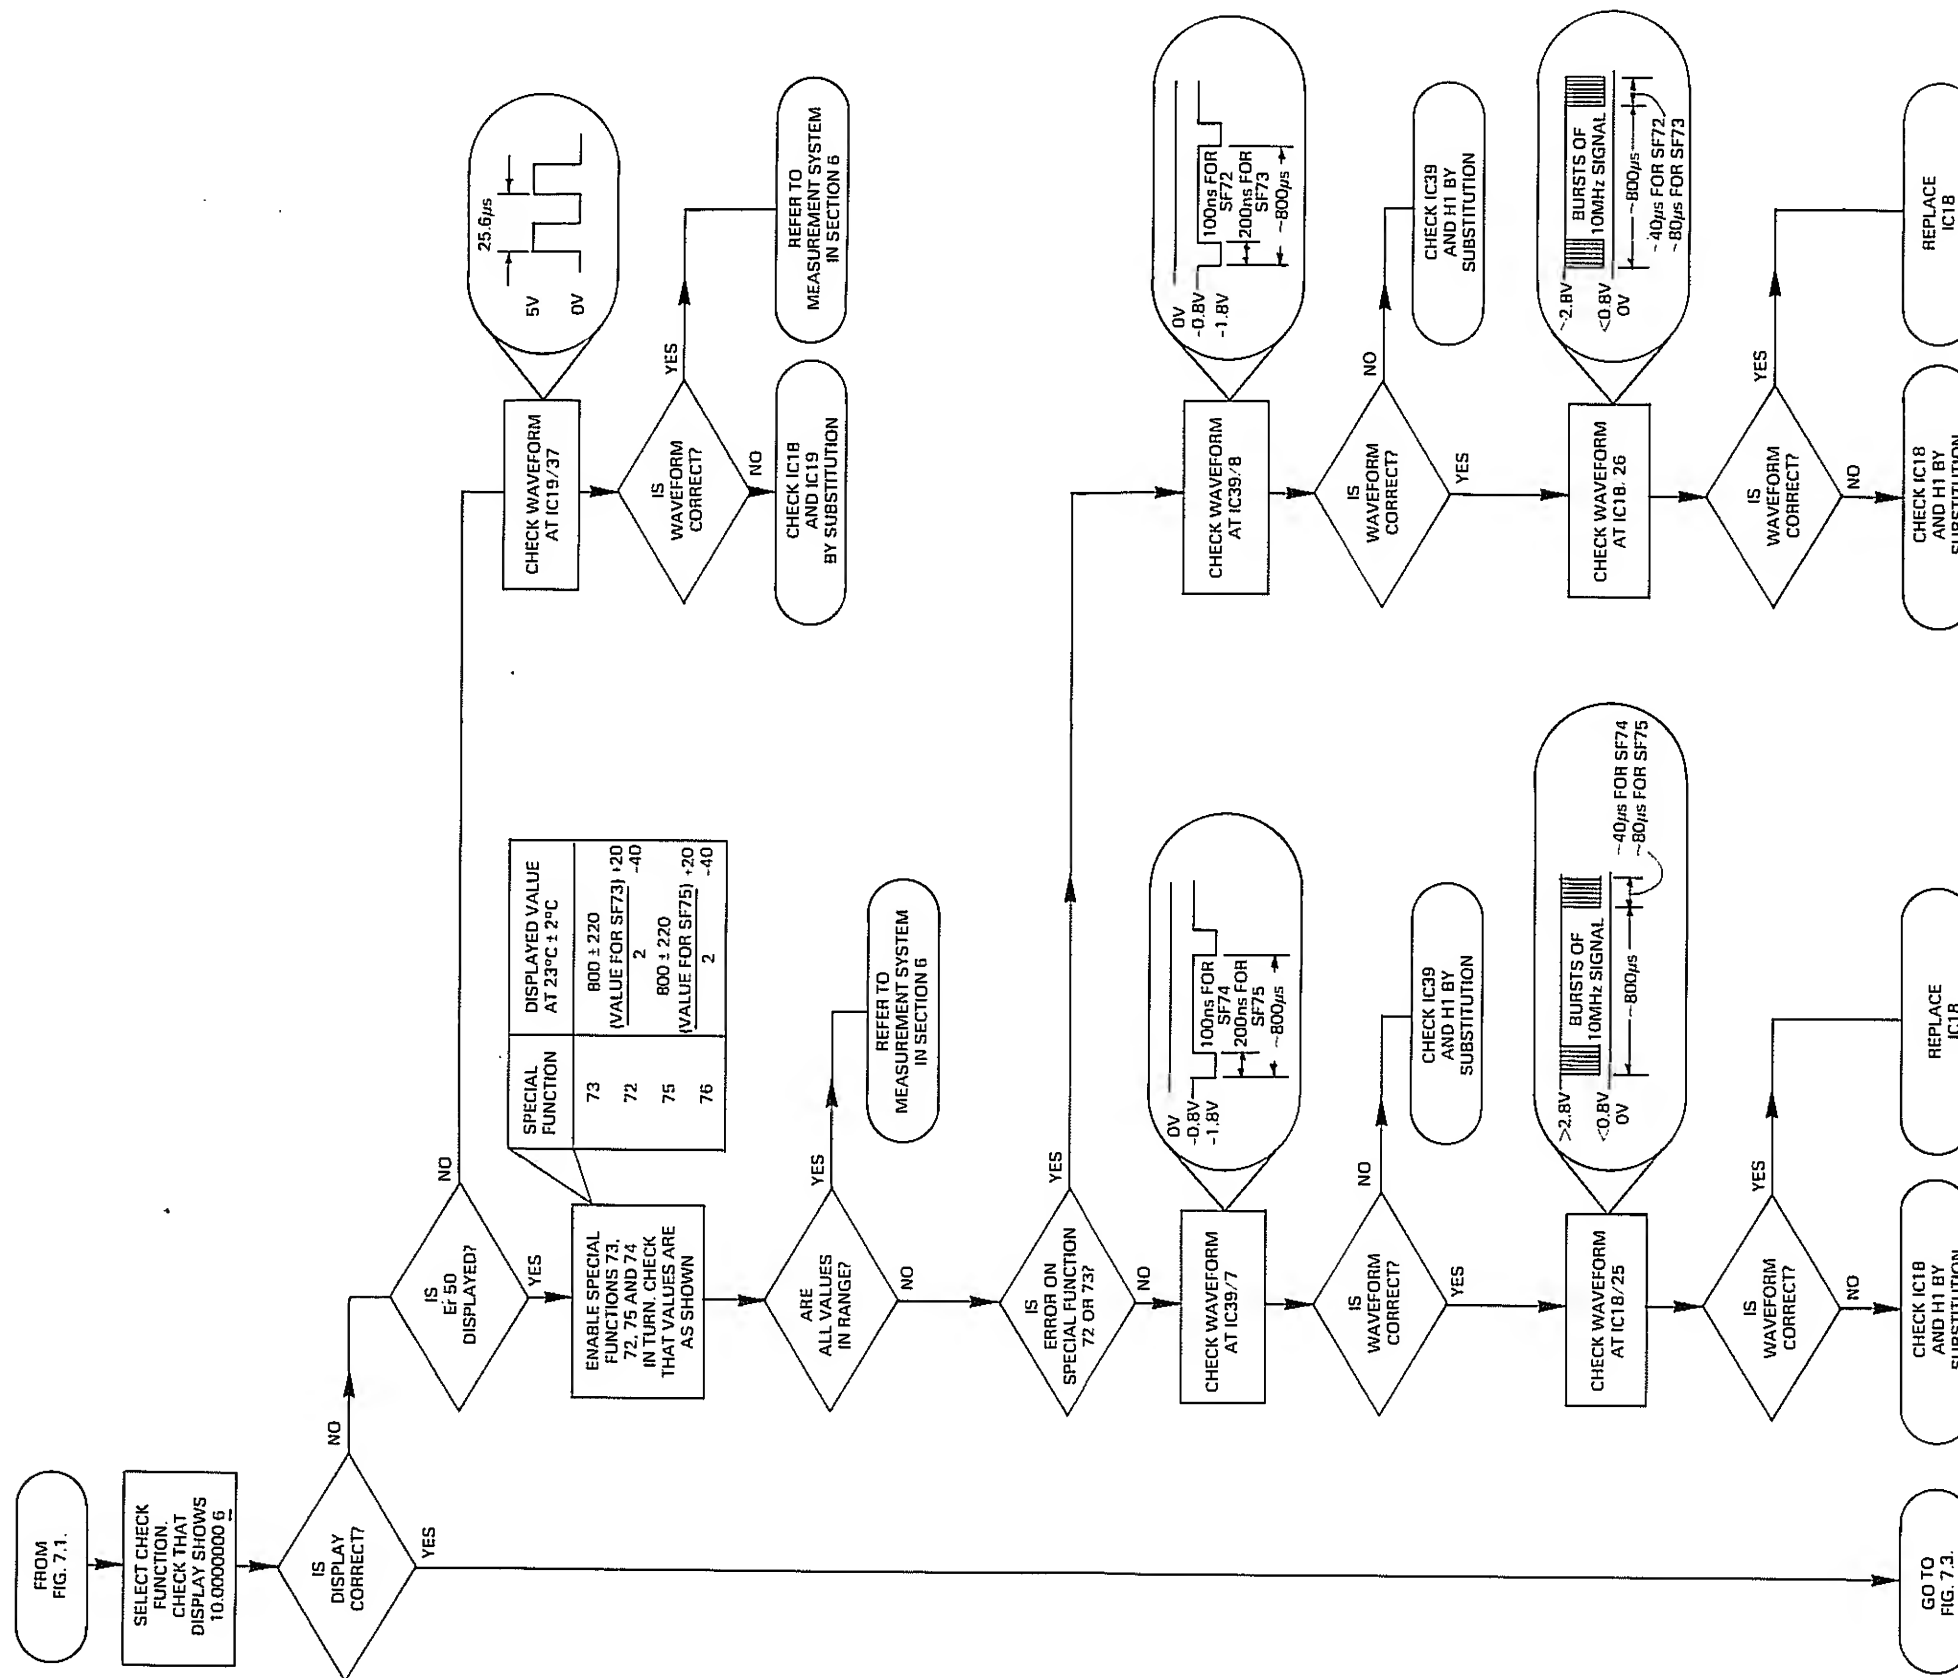 FROM
FIG. 7.1.
SELECT CHECK
FUNCTION.
CHECK THAT
DISPLAY SHOWS
10.0000000 6
IS
DISPLAY
CORRECT?
NO
YES
GO TO
FIG. 7.3.
IS
Er 50
DISPLAYED?
NO
YES
ENABLE SPECIAL
FUNCTIONS 73,
72, 75 AND 74
IN TURN. CHECK
THAT VALUES ARE
AS SHOWN
SPECIAL
FUNCTION
DISPLAYED VALUE
AT 23°C ± 2°C
73
800 ± 220
72
(VALUE FOR SF73) +20
2
-40
75
800 ± 220
76
(VALUE FOR SF75) +20
2
-40
ARE
ALL VALUES
IN RANGE?
YES
NO
REFER TO
MEASUREMENT SYSTEM
IN SECTION 6
IS
ERROR ON
SPECIAL FUNCTION
72 OR 73?
YES
NO
CHECK WAVEFORM
AT IC39/7
0V
-0.8V
-1.8V
100ns FOR
SF74
200ns FOR
SF75
~800µs
IS
WAVEFORM
CORRECT?
NO
YES
CHECK IC39
AND H1 BY
SUBSTITUTION
CHECK WAVEFORM
AT IC18/25
>2.8V
<0.8V
0V
BURSTS OF
10MHz SIGNAL
~800µs
~40µs FOR SF74
~80µs FOR SF75
IS
WAVEFORM
CORRECT?
YES
NO
REPLACE
IC18
CHECK IC18
AND H1 BY
SUBSTITUTION
CHECK WAVEFORM
AT IC19/37
5V
0V
25.6µs
IS
WAVEFORM
CORRECT?
YES
NO
REFER TO
MEASUREMENT SYSTEM
IN SECTION 6
CHECK IC18
AND IC19
BY SUBSTITUTION
CHECK WAVEFORM
AT IC39/8
0V
-0.8V
-1.8V
100ns FOR
SF72
200ns FOR
SF73
~800µs
IS
WAVEFORM
CORRECT?
NO
YES
CHECK IC39
AND H1 BY
SUBSTITUTION
CHECK WAVEFORM
AT IC18/26
~2.8V
<0.8V
0V
BURSTS OF
10MHz SIGNAL
~800µs
~40µs FOR SF72
~80µs FOR SF73
IS
WAVEFORM
CORRECT?
YES
NO
REPLACE
IC18
CHECK IC18
AND H1 BY
SUBSTITUTION